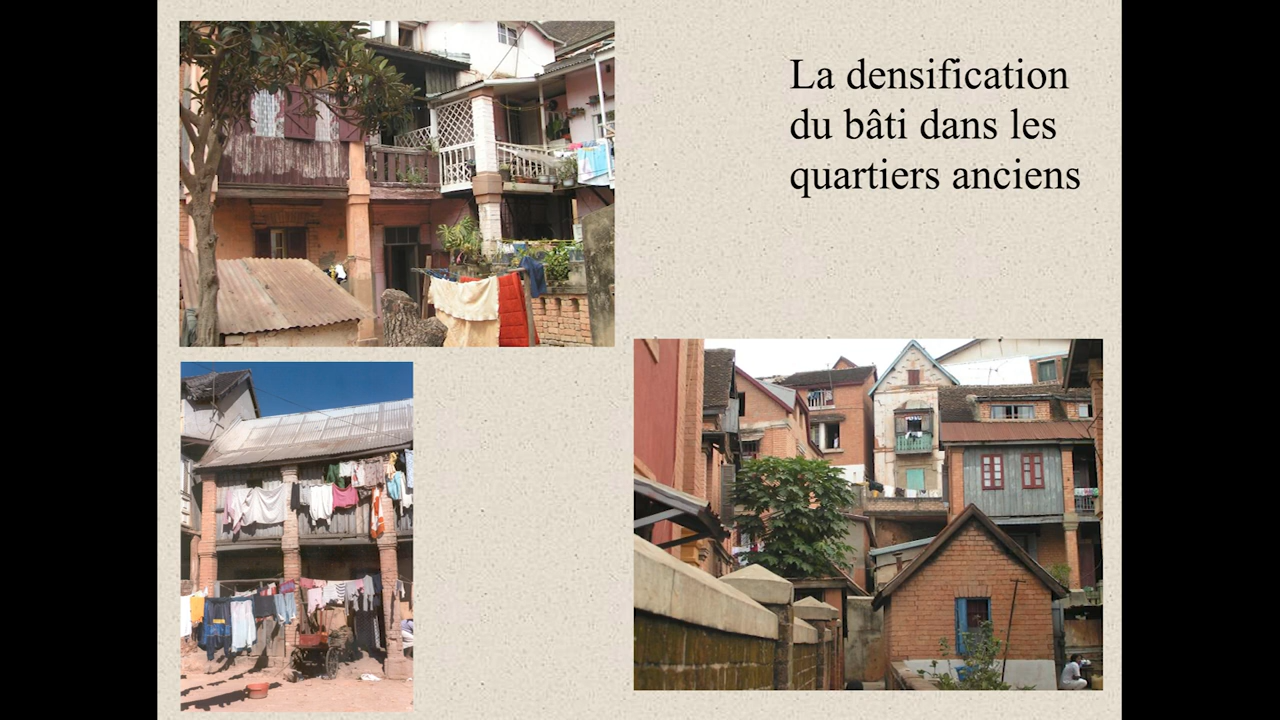 La densification
du bâti dans les
quartiers anciens